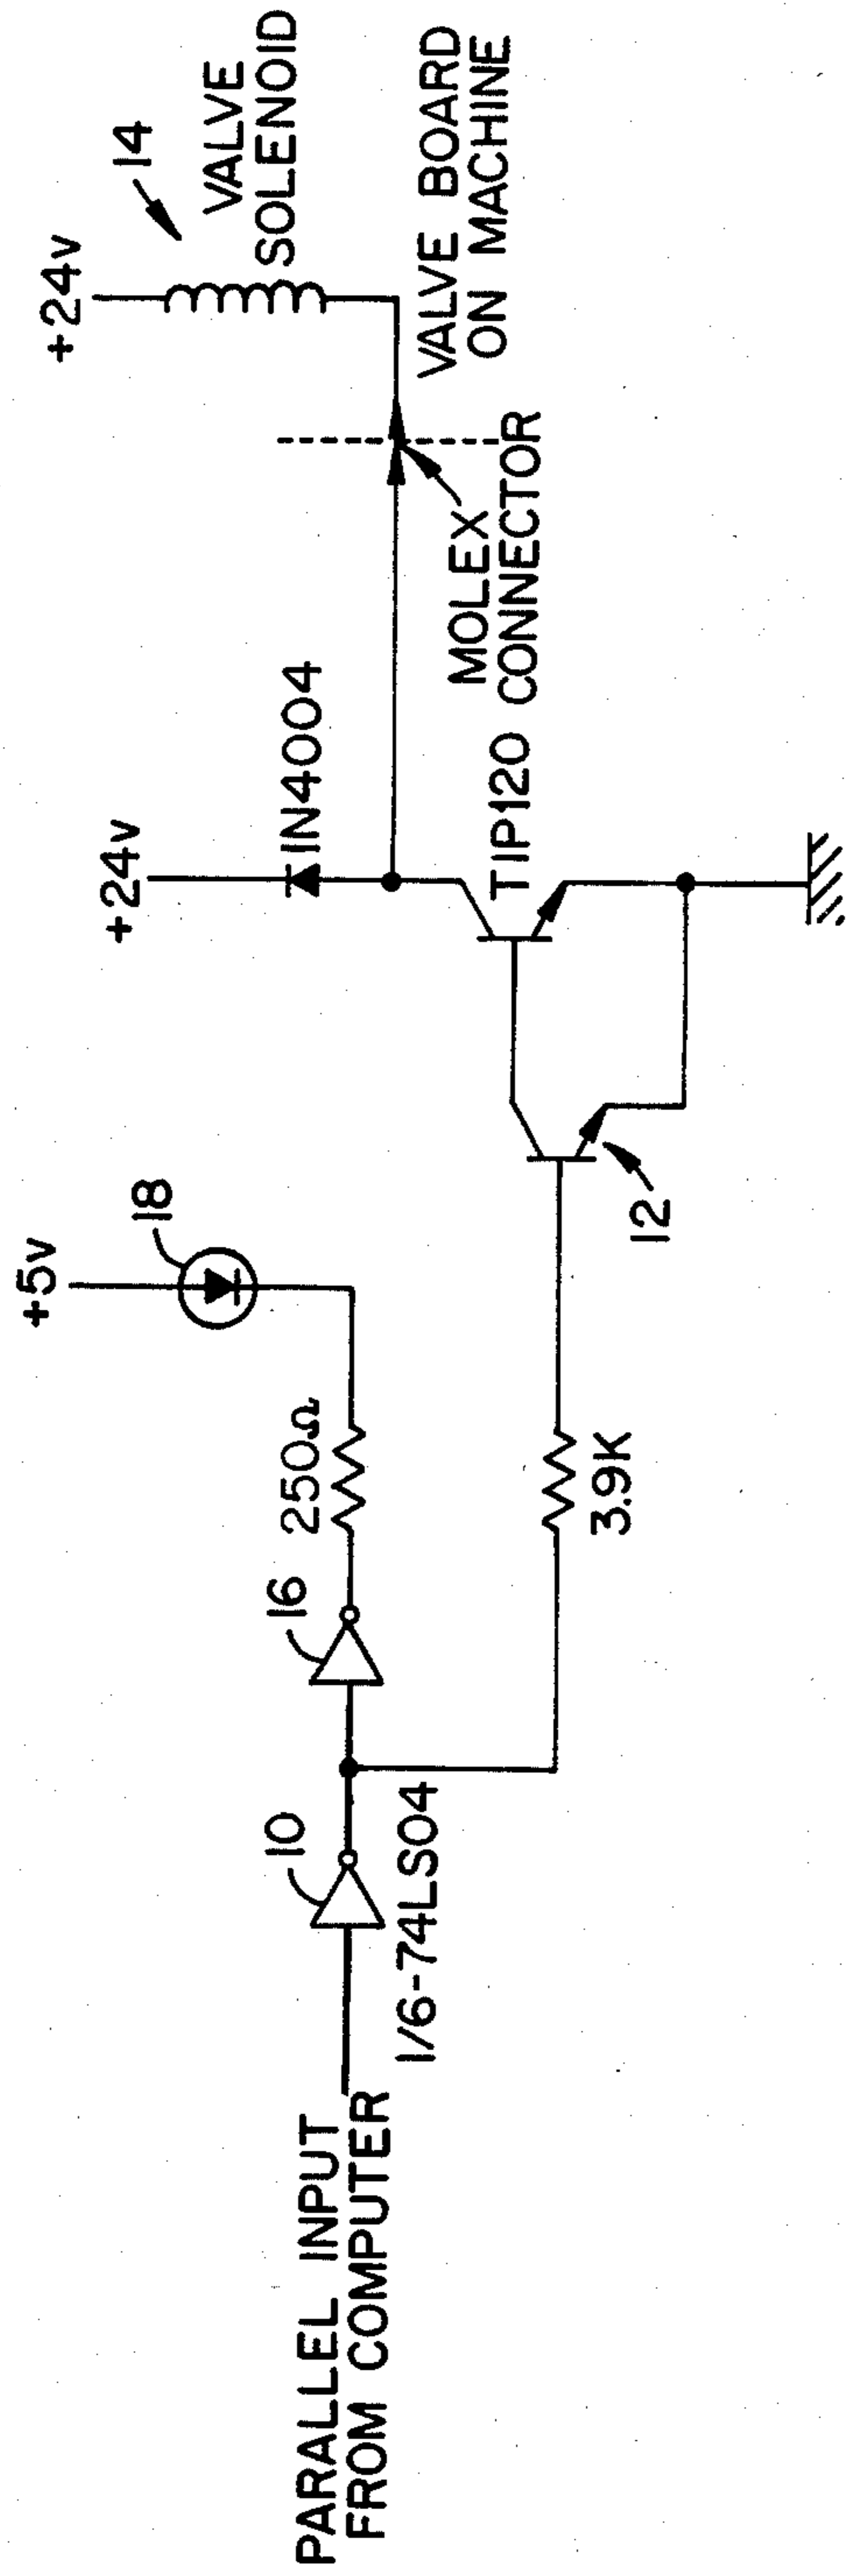 +24v
14
VALVE
SOLENOID
VALVE BOARD
ON MACHINE
MOLEX
CONNECTOR
+24v
IN4004
TIP120
+5v
18
12
250Ω
16
3.9K
10
1/6-74LS04
PARALLEL INPUT
FROM COMPUTER